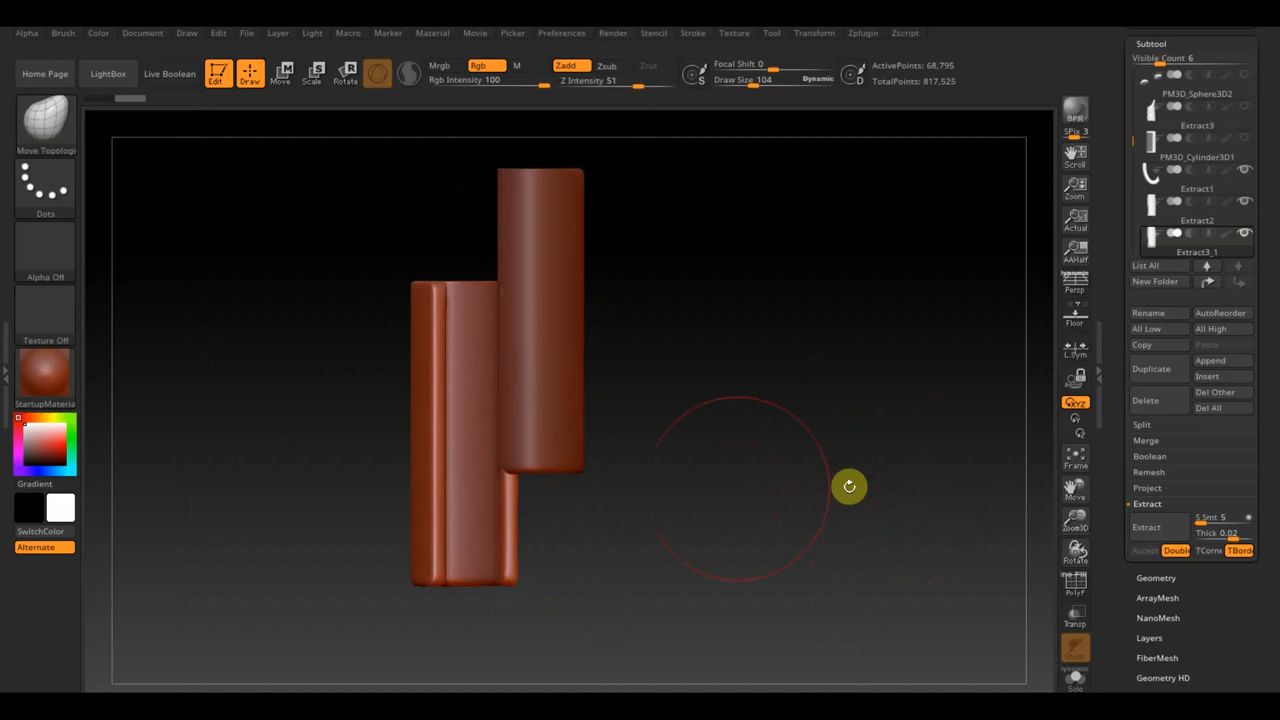 Alpha Brush Color Document Draw Edit File Layer Light Macro Marker Material Movie Picker Preferences Render Stencil Stroke Texture Tool Transform Zplugin Zscript
Home Page LightBox Live Boolean Edit Draw Move Scale Rotate
Mrgb Rgb M Zadd Zsub Zcut
Rgb Intensity 100 Z Intensity 51
Focal Shift 0
Draw Size 104 Dynamic
S
D
ActivePoints: 68,795
TotalPoints: 817,525
Move Topologi
Dots
Alpha Off
Texture Off
StartupMateria
Gradient
SwitchColor
Alternate
BPR
SPix 3
Scroll
Zoom
Actual
AAHalf
Dynamic
Persp
Floor
L.Sym
XYZ
Frame
Move
Zoom3D
Rotate
Line Fill
PolyF
Transp
Dynamic
Solo
Subtool
Visible Count 6
PM3D_Sphere3D2
Extract3
PM3D_Cylinder3D1
Extract1
Extract2
Extract3_1
List All
New Folder
Rename AutoReorder
All Low All High
Copy Paste
Duplicate Append
Insert
Delete Del Other
Del All
Split
Merge
Boolean
Remesh
Project
Extract
Extract S Smt 5
Thick 0.02
Accept Double TCorne TBorde
Geometry
ArrayMesh
NanoMesh
Layers
FiberMesh
Geometry HD